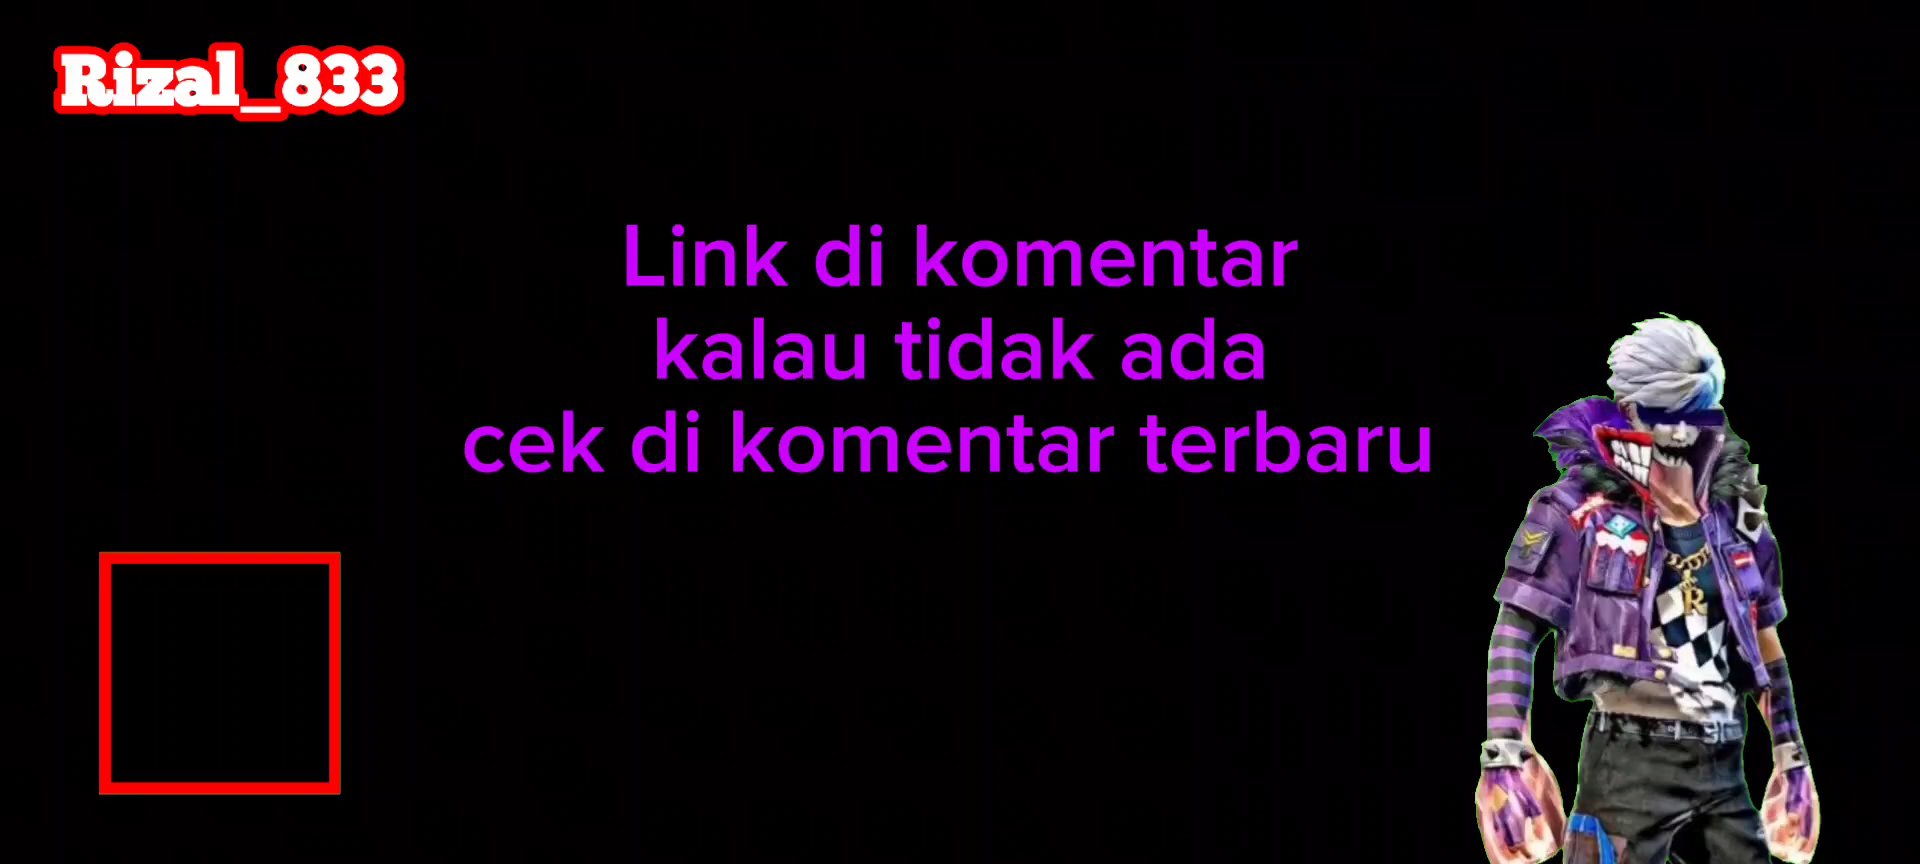 Rizal_833
Link di komentar
kalau tidak ada
cek di komentar terbaru
R